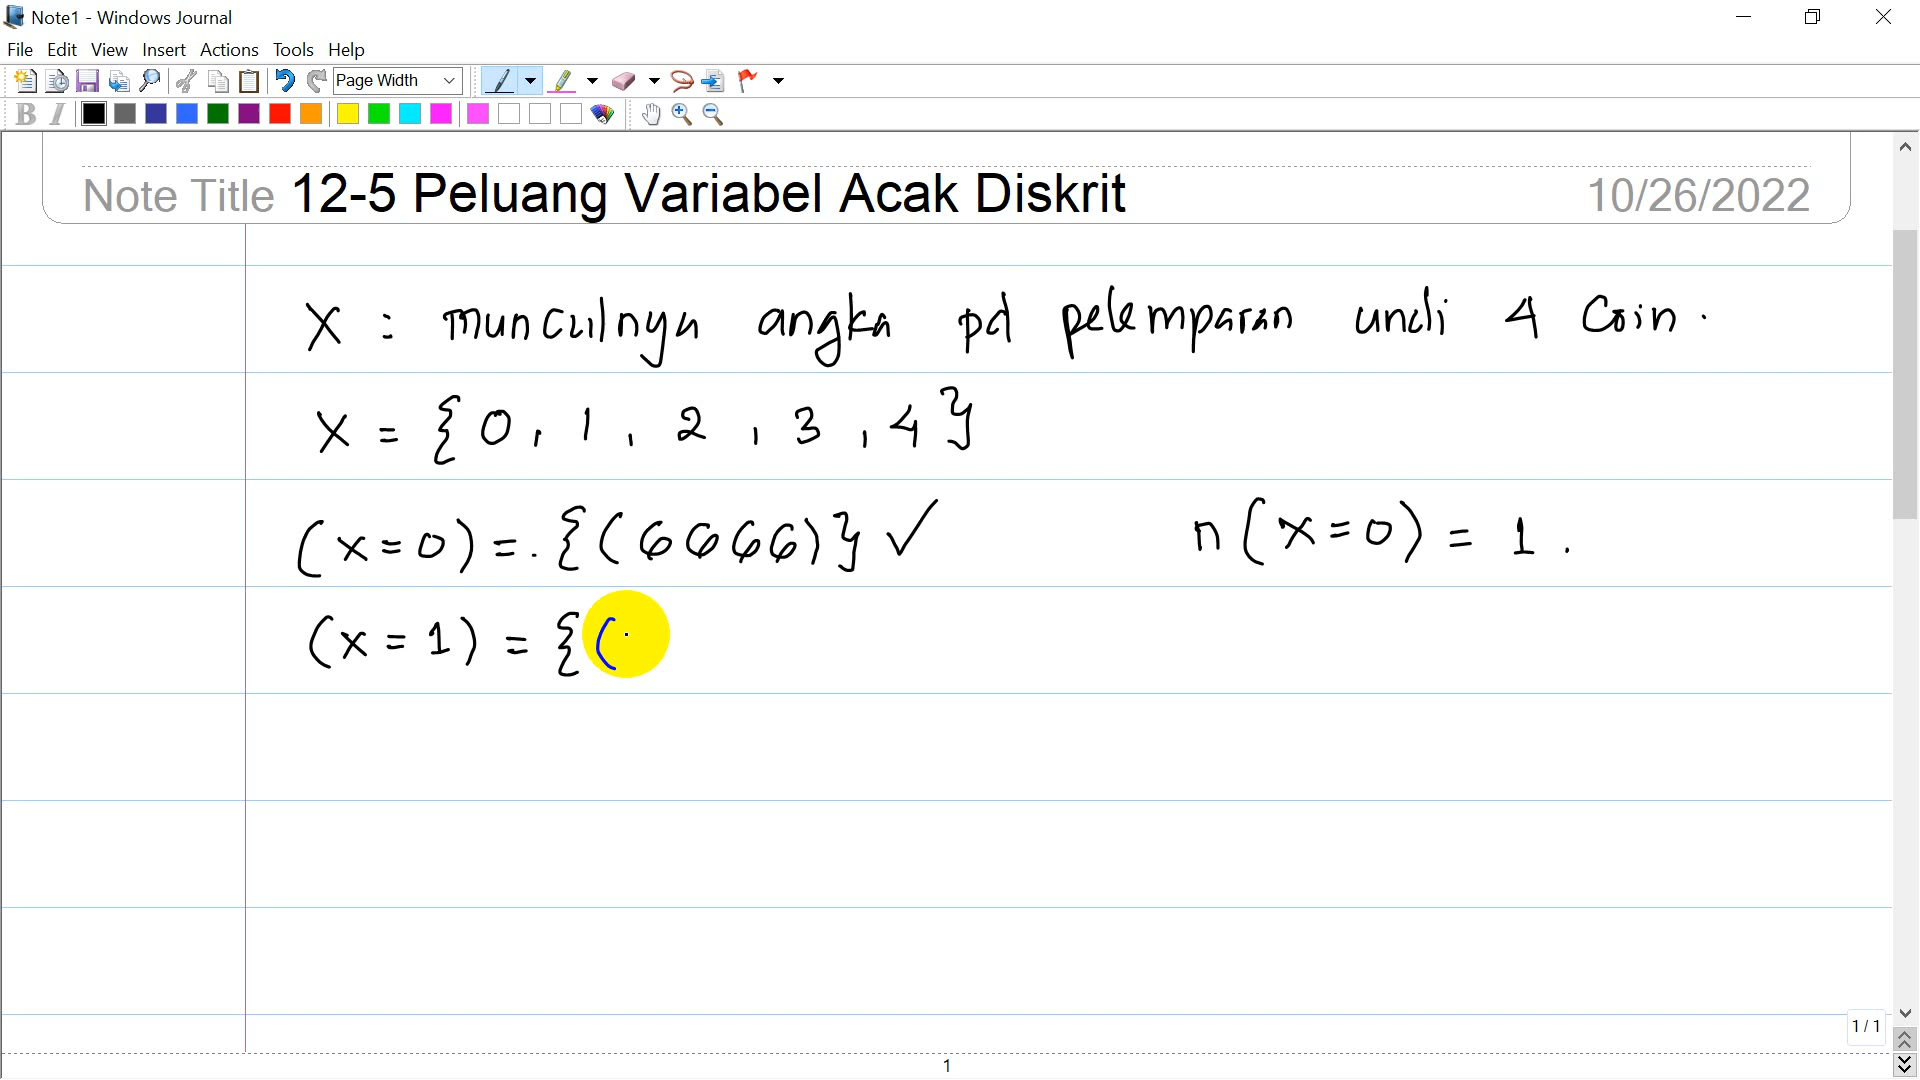 Note1 - Windows Journal
File Edit View Insert Actions Tools Help
Page Width
B I
Note Title 12-5 Peluang Variabel Acak Diskrit 10/26/2022
X : munculnya angka pd pelemparan undi 4 Coin .
X = { 0 , 1 , 2 , 3 , 4 }
(x=0) = . {(GGGG)} ✓ n(x=0) = 1 .
(x=1) = {(
1 / 1
1